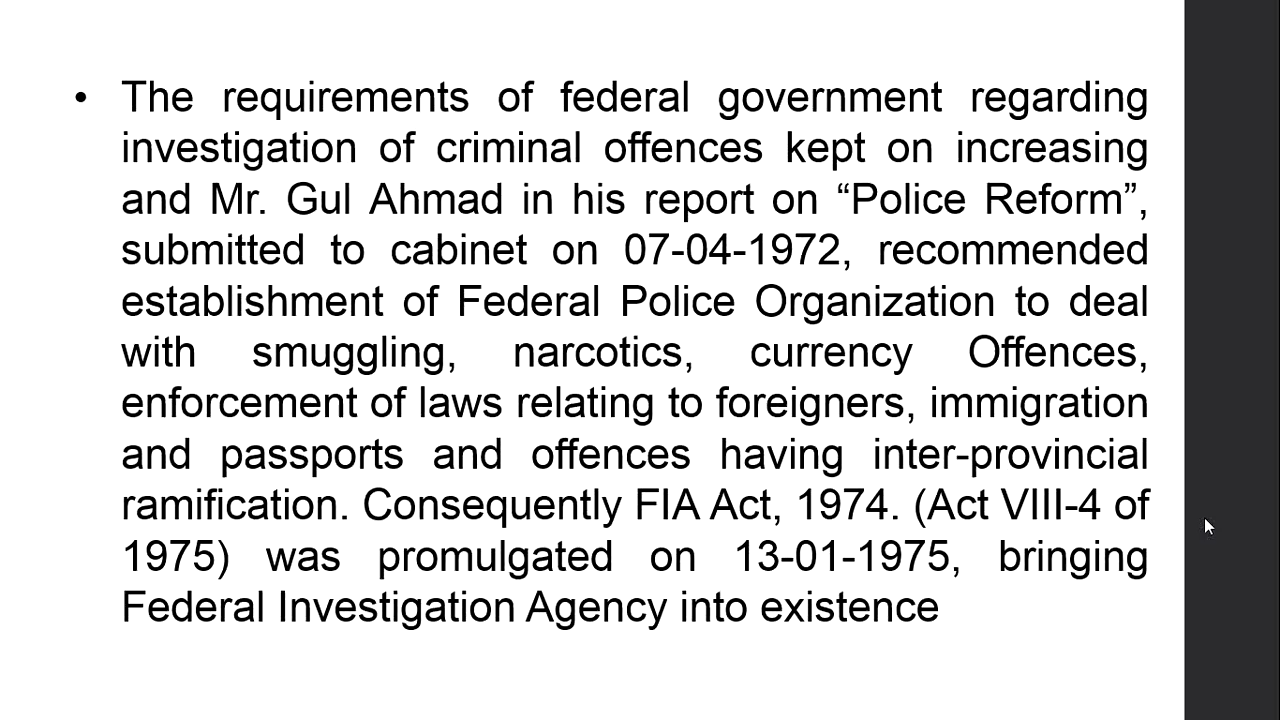 • The requirements of federal government regarding
investigation of criminal offences kept on increasing
and Mr. Gul Ahmad in his report on “Police Reform”,
submitted to cabinet on 07-04-1972, recommended
establishment of Federal Police Organization to deal
with smuggling, narcotics, currency Offences,
enforcement of laws relating to foreigners, immigration
and passports and offences having inter-provincial
ramification. Consequently FIA Act, 1974. (Act VIII-4 of
1975) was promulgated on 13-01-1975, bringing
Federal Investigation Agency into existence